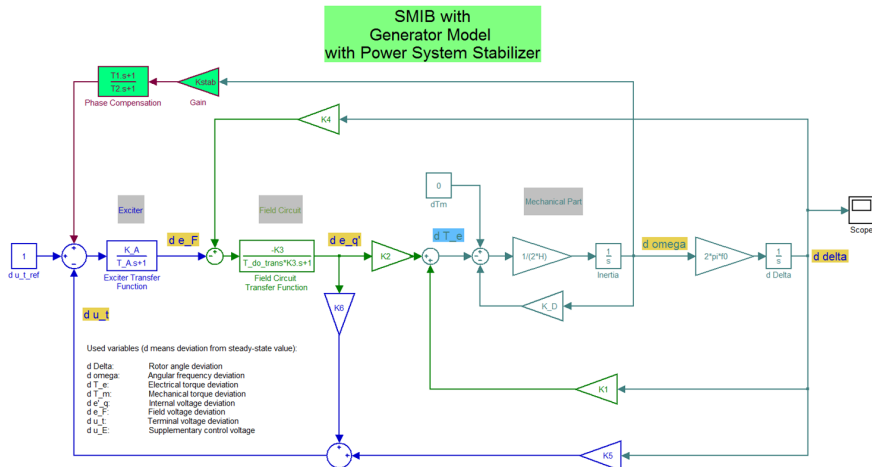 SMIB with
Generator Model
with Power System Stabilizer
T1.s+1
T2.s+1
Phase Compensation
Kstab
Gain
K4
0
dTm
Exciter
Field Circuit
Mechanical Part
Scope
1
d u_t_ref
K_A
T_A.s+1
Exciter Transfer
Function
d e_F
-K3
T_do_trans*K3.s+1
Field Circuit
Transfer Function
d e_q'
K2
d T_e
1/(2*H)
1
s
Inertia
d omega
2*pi*f0
1
s
d Delta
d delta
K_D
K6
d u_t
K1
K5
Used variables (d means deviation from steady-state value):
d Delta: Rotor angle deviation
d omega: Angular frequency deviation
d T_e: Electrical torque deviation
d T_m: Mechanical torque deviation
d e'_q: Internal voltage deviation
d e_F: Field voltage deviation
d u_t: Terminal voltage deviation
d u_E: Supplementary control voltage